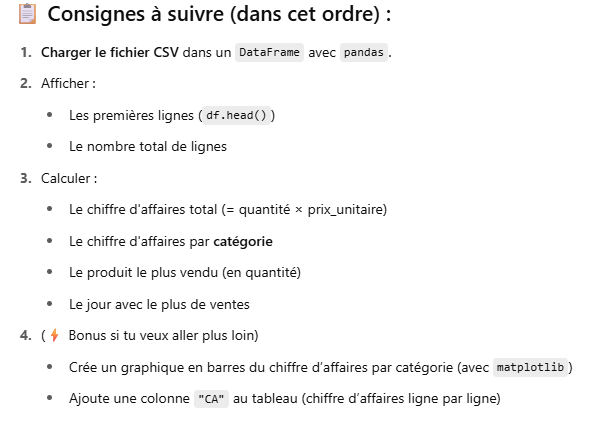 📋 Consignes à suivre (dans cet ordre) :
1. Charger le fichier CSV dans un DataFrame avec pandas.
2. Afficher :
• Les premières lignes (df.head())
• Le nombre total de lignes
3. Calculer :
• Le chiffre d'affaires total (= quantité × prix_unitaire)
• Le chiffre d'affaires par catégorie
• Le produit le plus vendu (en quantité)
• Le jour avec le plus de ventes
4. (⚡ Bonus si tu veux aller plus loin)
• Crée un graphique en barres du chiffre d'affaires par catégorie (avec matplotlib)
• Ajoute une colonne "CA" au tableau (chiffre d'affaires ligne par ligne)